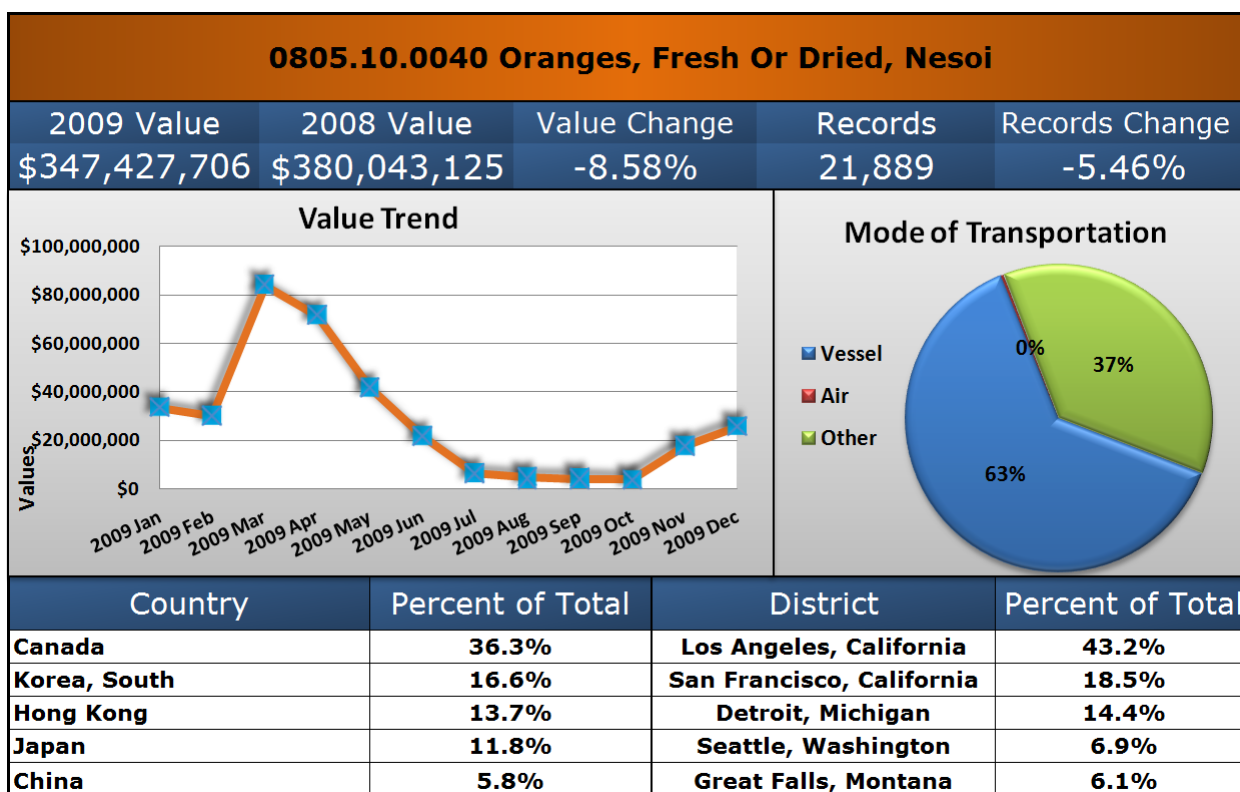 0805.10.0040 Oranges, Fresh Or Dried, Nesoi
2009 Value 2008 Value Value Change Records Records Change
$347,427,706 $380,043,125 -8.58% 21,889 -5.46%
Value Trend
$100,000,000
$80,000,000
$60,000,000
$40,000,000
$20,000,000
$0
Values
2009 Jan 2009 Feb 2009 Mar 2009 Apr 2009 May 2009 Jun 2009 Jul 2009 Aug 2009 Sep 2009 Oct 2009 Nov 2009 Dec
Mode of Transportation
Vessel
Air
Other
0%
37%
63%
Country Percent of Total District Percent of Total
Canada 36.3% Los Angeles, California 43.2%
Korea, South 16.6% San Francisco, California 18.5%
Hong Kong 13.7% Detroit, Michigan 14.4%
Japan 11.8% Seattle, Washington 6.9%
China 5.8% Great Falls, Montana 6.1%